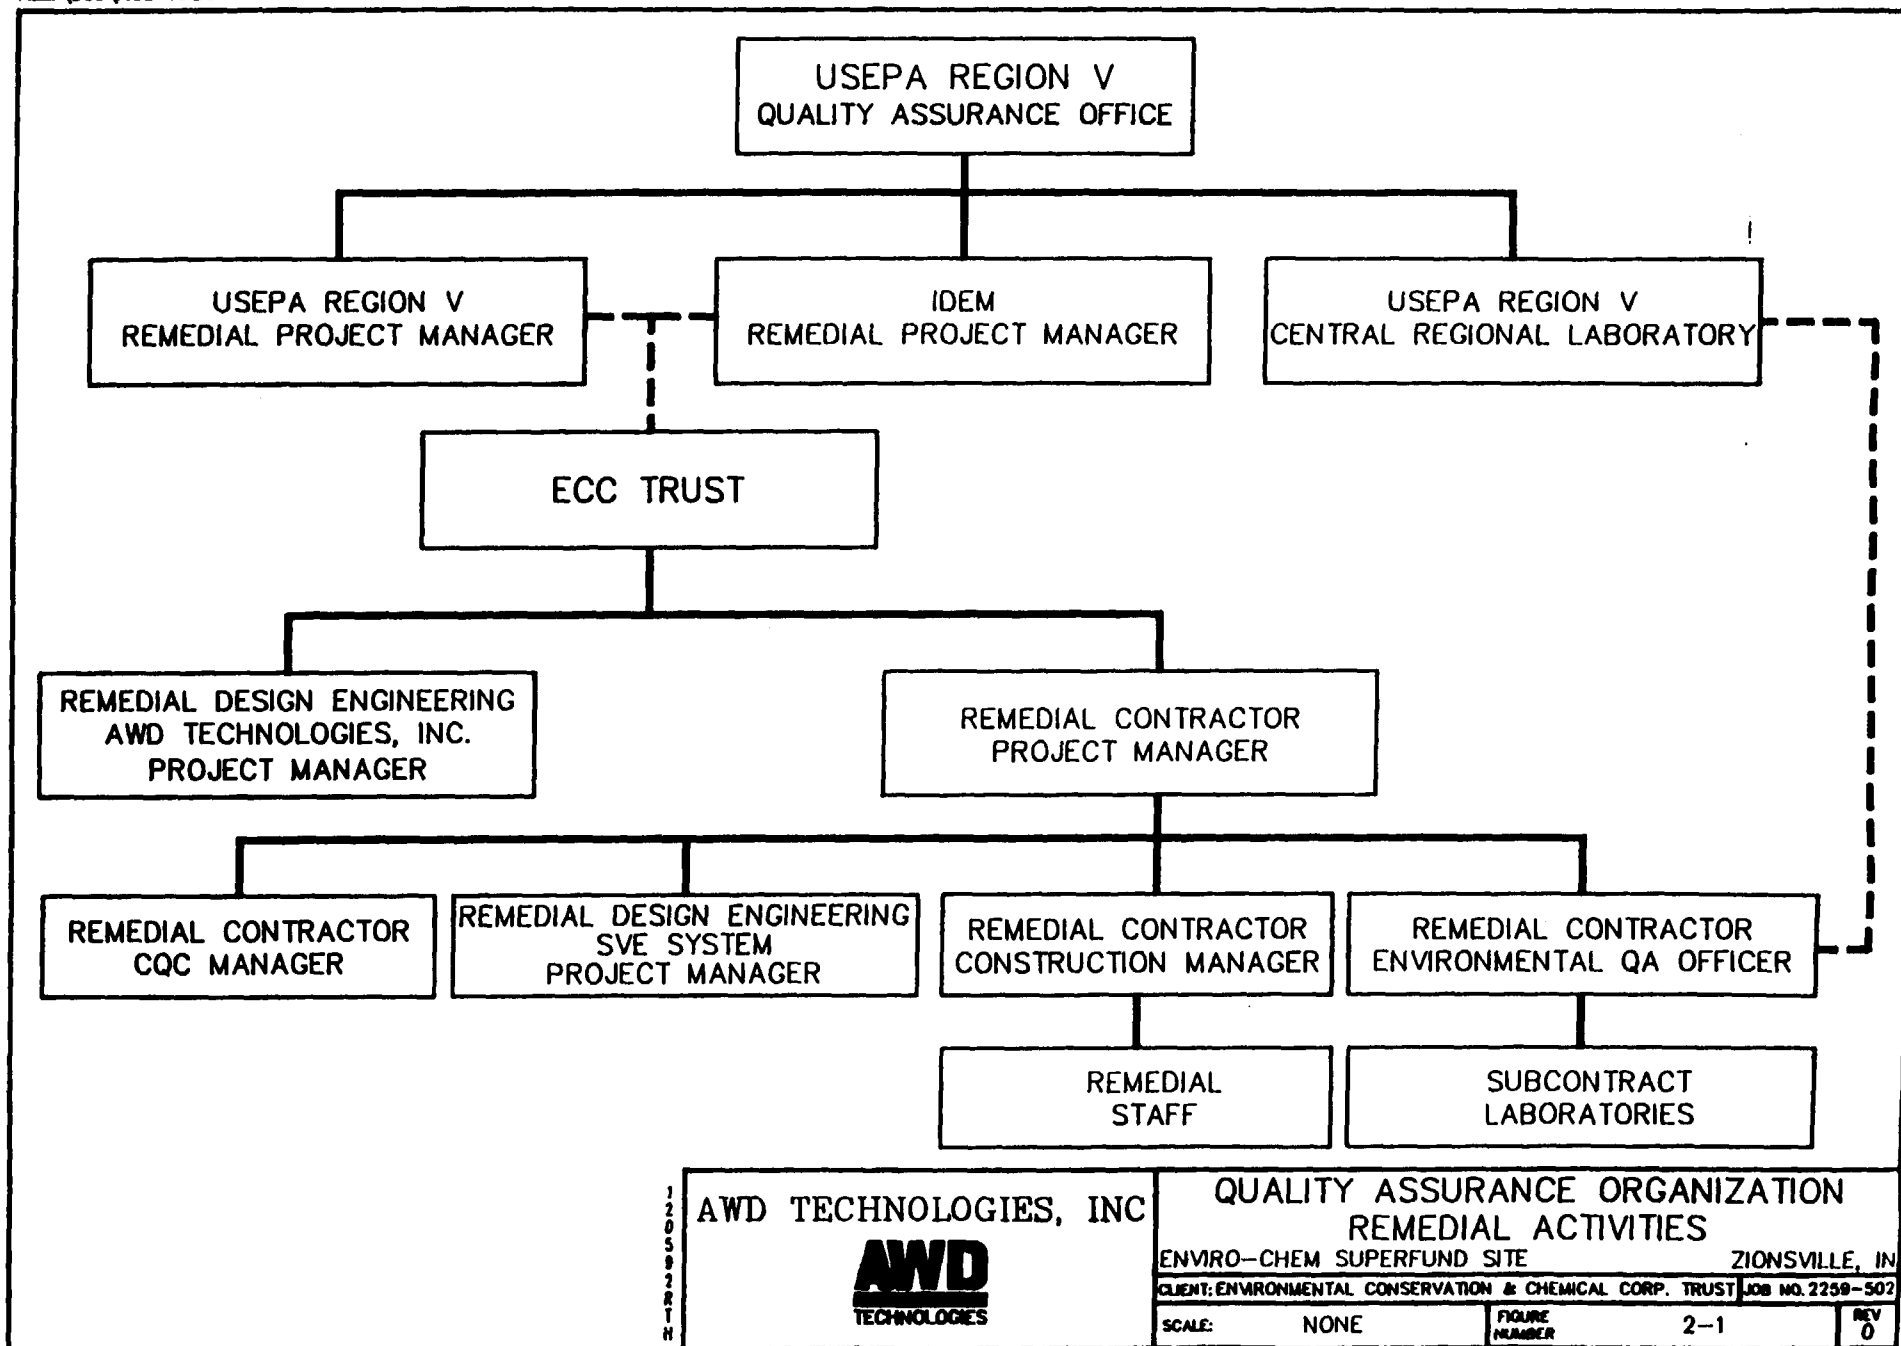 USEPA REGION V
QUALITY ASSURANCE OFFICE
USEPA REGION V
REMEDIAL PROJECT MANAGER
IDEM
REMEDIAL PROJECT MANAGER
USEPA REGION V
CENTRAL REGIONAL LABORATORY
ECC TRUST
REMEDIAL DESIGN ENGINEERING
AWD TECHNOLOGIES, INC.
PROJECT MANAGER
REMEDIAL CONTRACTOR
PROJECT MANAGER
REMEDIAL CONTRACTOR
CQC MANAGER
REMEDIAL DESIGN ENGINEERING
SVE SYSTEM
PROJECT MANAGER
REMEDIAL CONTRACTOR
CONSTRUCTION MANAGER
REMEDIAL CONTRACTOR
ENVIRONMENTAL QA OFFICER
REMEDIAL
STAFF
SUBCONTRACT
LABORATORIES
AWD TECHNOLOGIES, INC
AWD
TECHNOLOGIES
QUALITY ASSURANCE ORGANIZATION
REMEDIAL ACTIVITIES
ENVIRO-CHEM SUPERFUND SITE ZIONSVILLE, IN
CLIENT: ENVIRONMENTAL CONSERVATION & CHEMICAL CORP. TRUST JOB NO. 2259-502
SCALE: NONE FIGURE NUMBER 2-1 REV 0